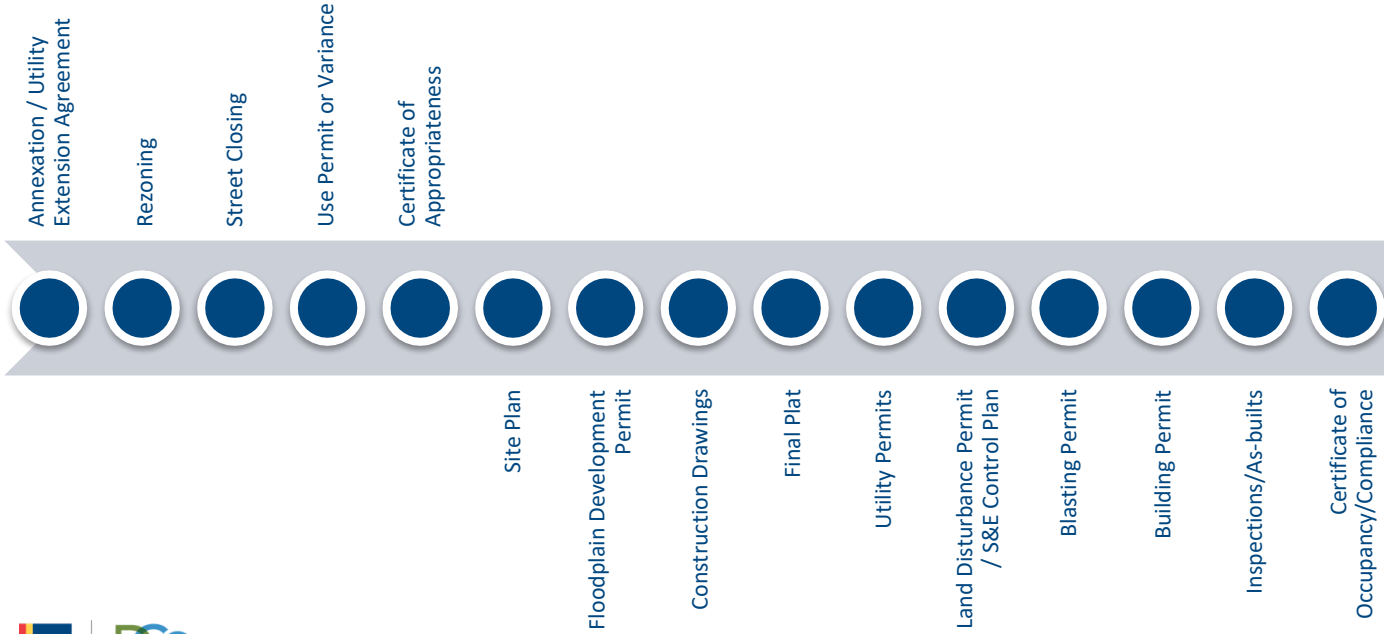 Annexation / Utility
Extension Agreement
Rezoning
Street Closing
Use Permit or Variance
Certificate of
Appropriateness
Site Plan
Floodplain Development
Permit
Construction Drawings
Final Plat
Utility Permits
Land Disturbance Permit
/ S&E Control Plan
Blasting Permit
Building Permit
Inspections/As-builts
Certificate of
Occupancy/Compliance